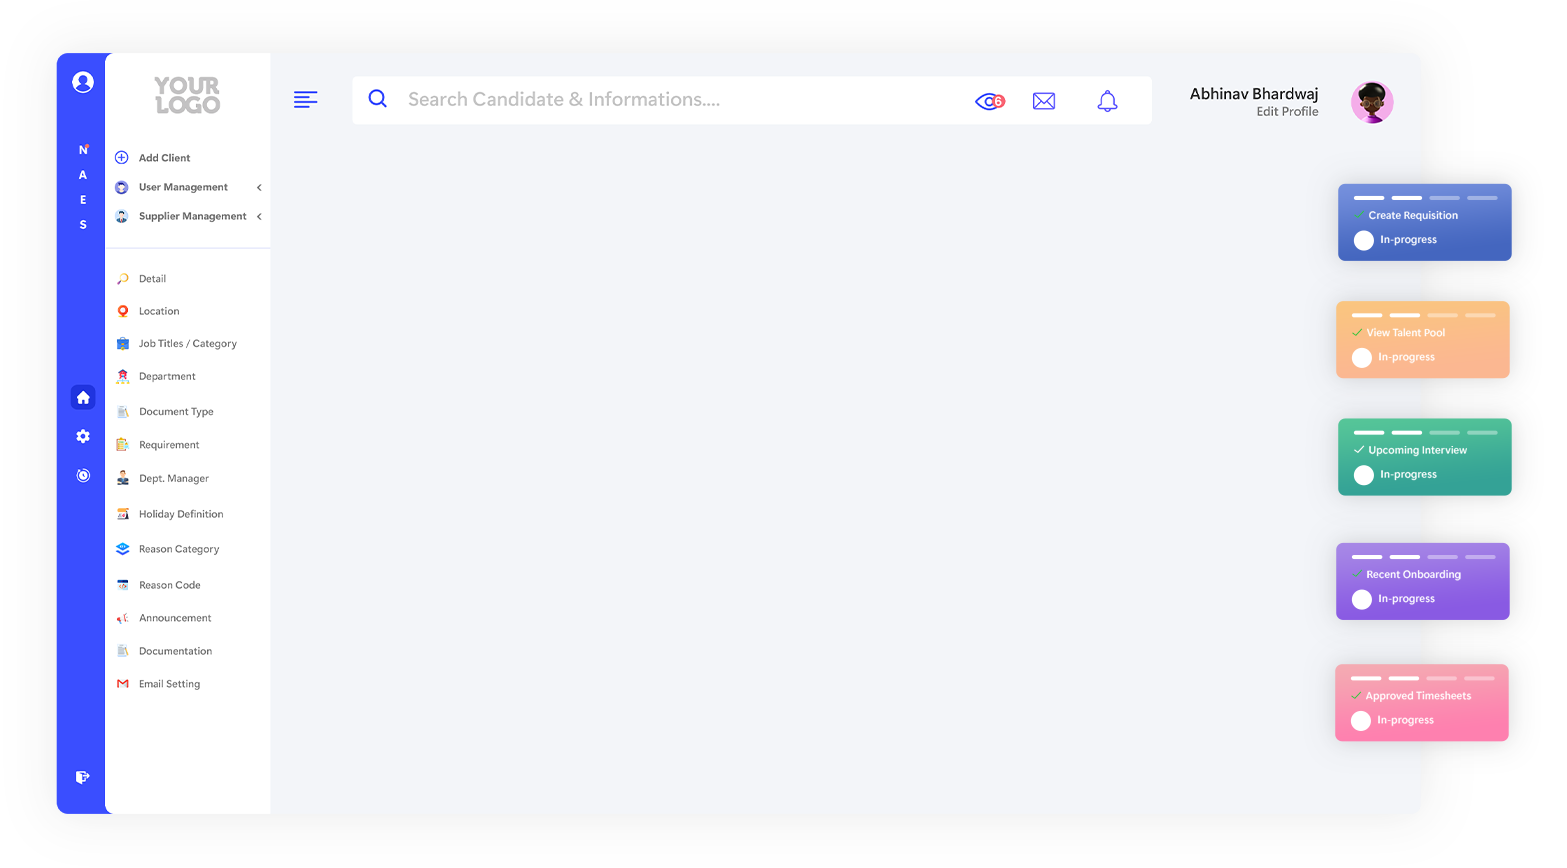 YOUR
LOGO
N
A
E
S
Add Client
User Management
Supplier Management
Detail
Location
Job Titles / Category
Department
Document Type
Requirement
Dept. Manager
Holiday Definition
Reason Category
Reason Code
Announcement
Documentation
Email Setting
Search Candidate & Informations....
6
Abhinav Bhardwaj
Edit Profile
Create Requisition
In-progress
View Talent Pool
In-progress
Upcoming Interview
In-progress
Recent Onboarding
In-progress
Approved Timesheets
In-progress